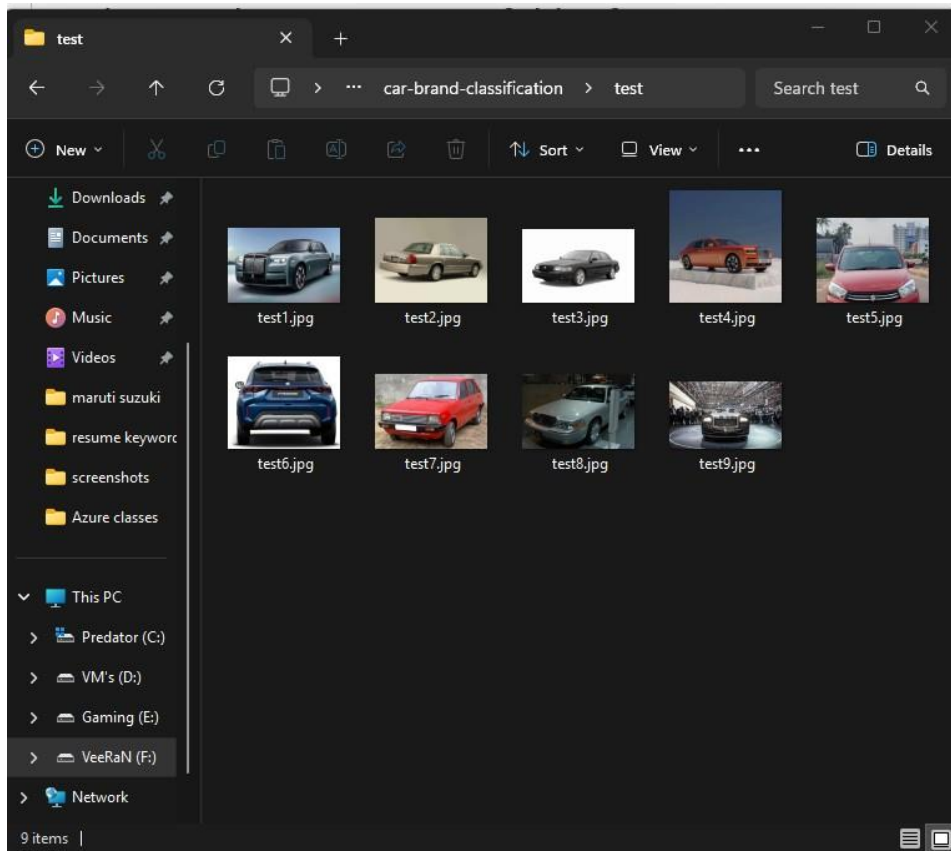 test
car-brand-classification > test
Search test
New
Sort
View
Details
Downloads
Documents
Pictures
Music
Videos
maruti suzuki
resume keyword
screenshots
Azure classes
test1.jpg
test2.jpg
test3.jpg
test4.jpg
test5.jpg
test6.jpg
test7.jpg
test8.jpg
test9.jpg
This PC
Predator (C:)
VM's (D:)
Gaming (E:)
VeeRaN (F:)
Network
9 items